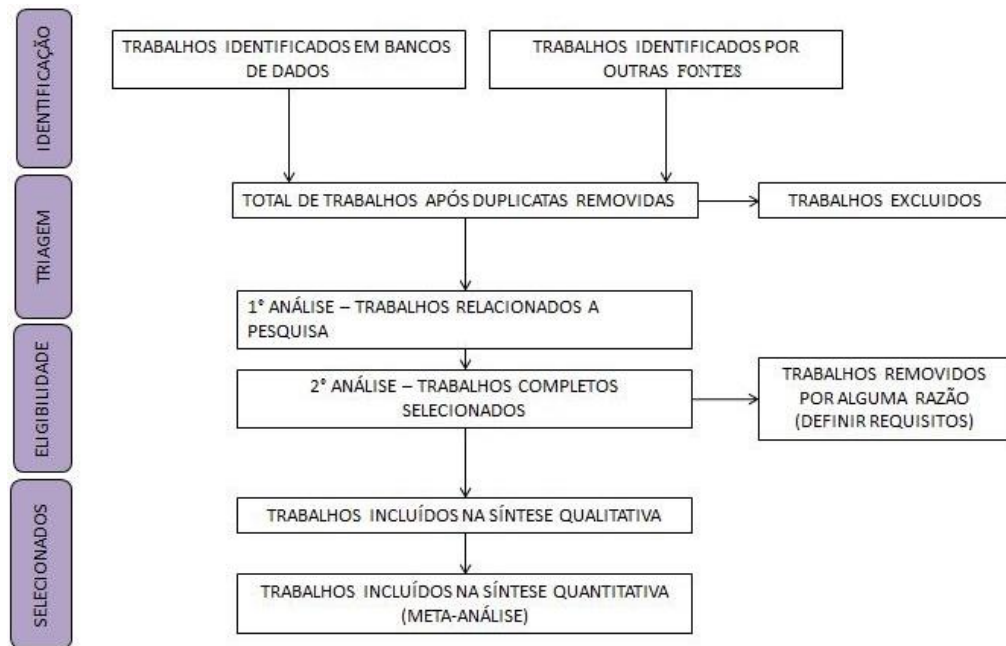 IDENTIFICAÇÃO
TRABALHOS IDENTIFICADOS EM BANCOS
DE DADOS
TRABALHOS IDENTIFICADOS POR
OUTRAS FONTES
TRIAGEM
TOTAL DE TRABALHOS APÓS DUPLICATAS REMOVIDAS
TRABALHOS EXCLUIDOS
1° ANÁLISE – TRABALHOS RELACIONADOS A
PESQUISA
ELIGIBILIDADE
2° ANÁLISE – TRABALHOS COMPLETOS
SELECIONADOS
TRABALHOS REMOVIDOS
POR ALGUMA RAZÃO
(DEFINIR REQUISITOS)
SELECIONADOS
TRABALHOS INCLUÍDOS NA SÍNTESE QUALITATIVA
TRABALHOS INCLUÍDOS NA SÍNTESE QUANTITATIVA
(META-ANÁLISE)